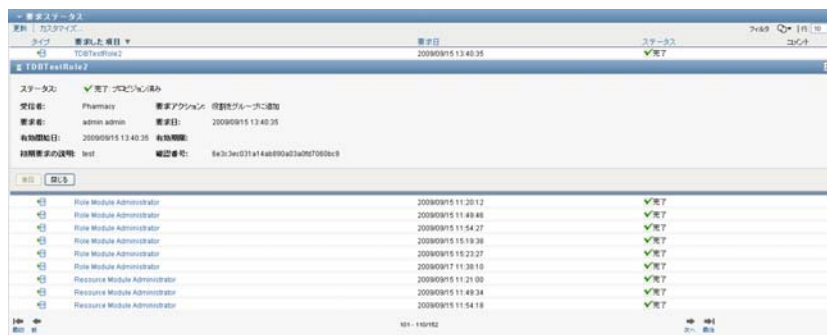 要求ステータス
更新 | カスタマイズ... フィルタ 行: 10
タイプ 要求した項目 ▼ 要求日 ステータス コメント
TDBTestRole2 2009/09/15 13:40:35 完了
TDBTestRole2
ステータス: 完了: プロビジョン済み
受信者: Pharmacy 要求アクション: 役割をグループに追加
要求者: admin admin 要求日: 2009/09/15 13:40:35
有効開始日: 2009/09/15 13:40:35 有効期限:
初期要求の説明: test 確認番号:
閉じる
Role Module Administrator 2009/09/15 11:20:12 完了
Role Module Administrator 2009/09/15 11:49:46 完了
Role Module Administrator 2009/09/15 11:54:27 完了
Role Module Administrator 2009/09/15 15:19:38 完了
Role Module Administrator 2009/09/15 15:23:27 完了
Role Module Administrator 2009/09/17 11:38:10 完了
Resource Module Administrator 2009/09/15 11:21:00 完了
Resource Module Administrator 2009/09/15 11:49:34 完了
Resource Module Administrator 2009/09/15 11:54:18 完了
最初 前 101 - 110/162 次へ 最後